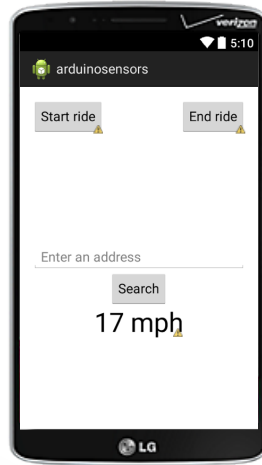 verizon
5:10
arduinosensors
Start ride
End ride
Enter an address
Search
17 mph
LG